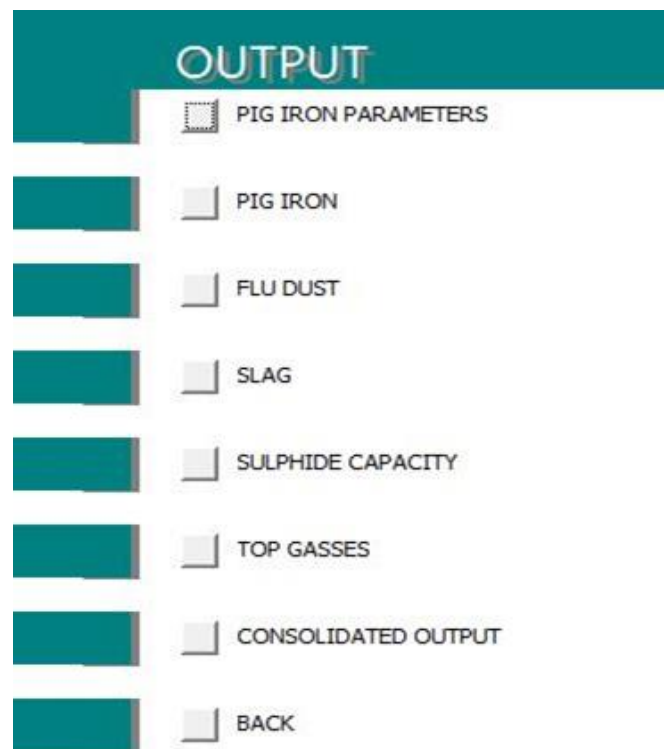 OUTPUT
PIG IRON PARAMETERS
PIG IRON
FLU DUST
SLAG
SULPHIDE CAPACITY
TOP GASSES
CONSOLIDATED OUTPUT
BACK